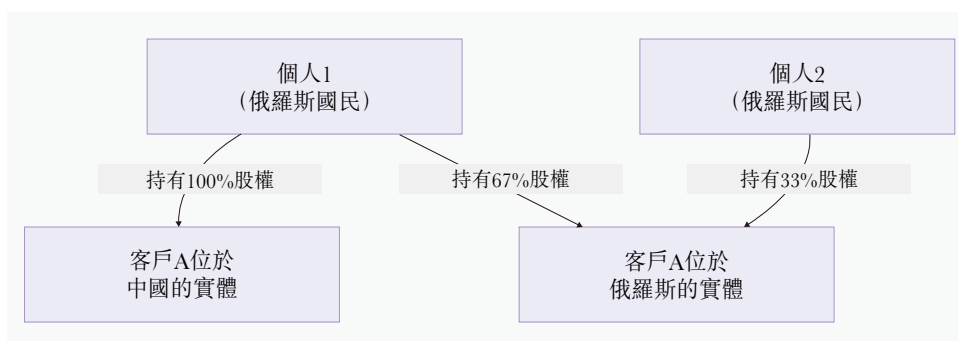 個人1
（俄羅斯國民）
個人2
（俄羅斯國民）
持有100%股權
持有67%股權
持有33%股權
客戶A位於
中國的實體
客戶A位於
俄羅斯的實體